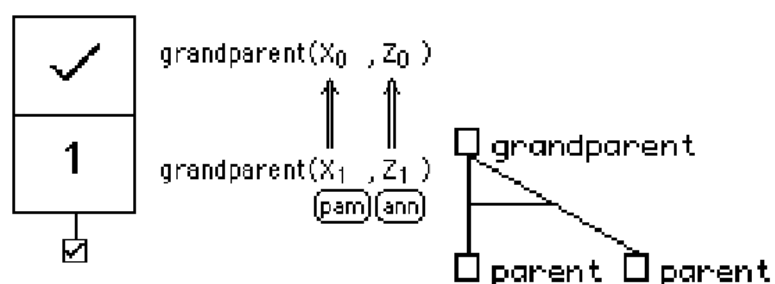 ✓ grandparent(X0 ,Z0 )
1 grandparent(X1 ,Z1 )
pam ann
grandparent
parent parent